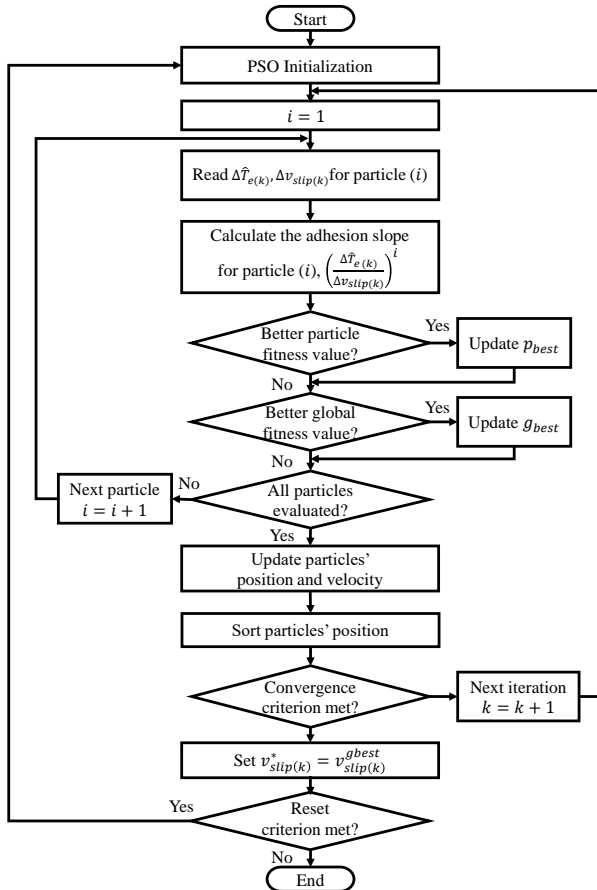 Start
PSO Initialization
i = 1
Read ΔT̂e(k), Δvslip(k) for particle (i)
Calculate the adhesion slope
for particle (i), (ΔT̂e(k) / Δvslip(k))^i
Better particle
fitness value?
Yes
Update pbest
No
Better global
fitness value?
Yes
Update gbest
No
All particles
evaluated?
No
Next particle
i = i + 1
Yes
Update particles'
position and velocity
Sort particles' position
Convergence
criterion met?
Next iteration
k = k + 1
Set v*slip(k) = v^gbest slip(k)
Reset
criterion met?
Yes
No
End